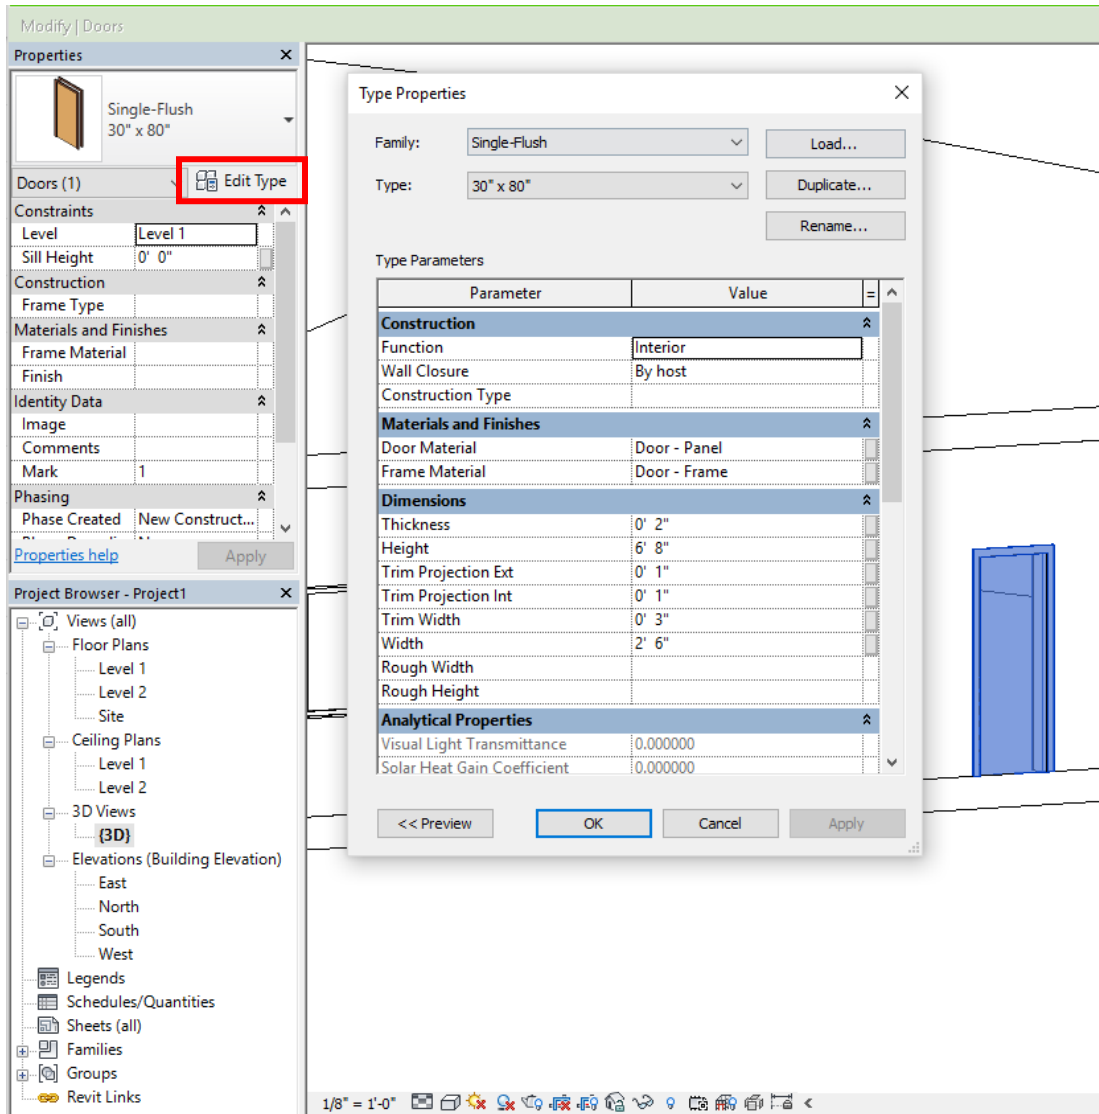 Modify | Doors
Properties
Single-Flush
30" x 80"
Doors (1)
Edit Type
Constraints
Level Level 1
Sill Height 0' 0"
Construction
Frame Type
Materials and Finishes
Frame Material
Finish
Identity Data
Image
Comments
Mark 1
Phasing
Phase Created New Construct...
Properties help
Apply
Project Browser - Project1
Views (all)
Floor Plans
Level 1
Level 2
Site
Ceiling Plans
Level 1
Level 2
3D Views
{3D}
Elevations (Building Elevation)
East
North
South
West
Legends
Schedules/Quantities
Sheets (all)
Families
Groups
Revit Links
Type Properties
Family: Single-Flush Load...
Type: 30" x 80" Duplicate...
Rename...
Type Parameters
Parameter Value =
Construction
Function Interior
Wall Closure By host
Construction Type
Materials and Finishes
Door Material Door - Panel
Frame Material Door - Frame
Dimensions
Thickness 0' 2"
Height 6' 8"
Trim Projection Ext 0' 1"
Trim Projection Int 0' 1"
Trim Width 0' 3"
Width 2' 6"
Rough Width
Rough Height
Analytical Properties
Visual Light Transmittance 0.000000
Solar Heat Gain Coefficient 0.000000
<< Preview OK Cancel Apply
1/8" = 1'-0"